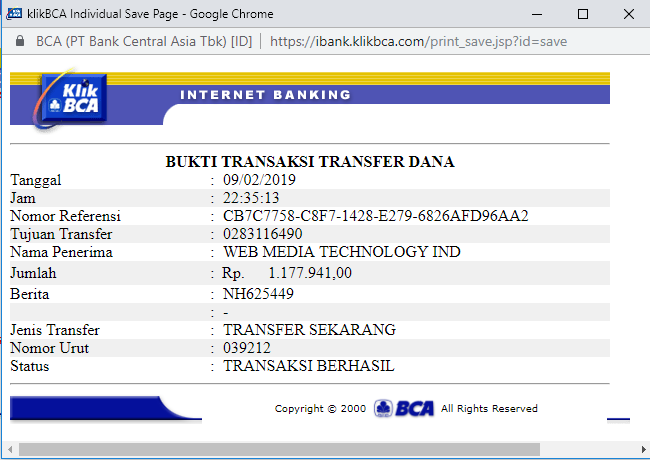 klikBCA Individual Save Page - Google Chrome
BCA (PT Bank Central Asia Tbk) [ID] | https://ibank.klikbca.com/print_save.jsp?id=save
Klik BCA
INTERNET BANKING
BUKTI TRANSAKSI TRANSFER DANA
Tanggal : 09/02/2019
Jam : 22:35:13
Nomor Referensi : CB7C7758-C8F7-1428-E279-6826AFD96AA2
Tujuan Transfer : 0283116490
Nama Penerima : WEB MEDIA TECHNOLOGY IND
Jumlah : Rp. 1.177.941,00
Berita : NH625449
: -
Jenis Transfer : TRANSFER SEKARANG
Nomor Urut : 039212
Status : TRANSAKSI BERHASIL
Copyright © 2000 BCA All Rights Reserved